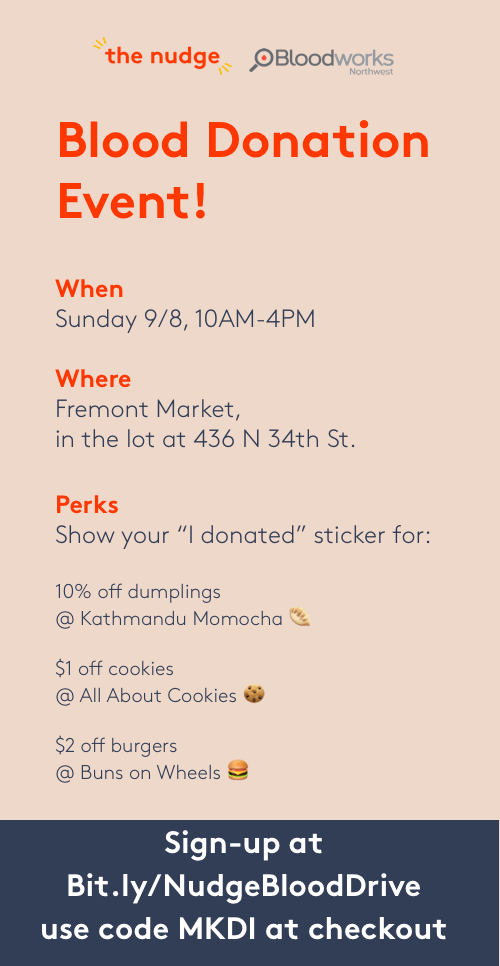 the nudge
Bloodworks
Northwest
Blood Donation
Event!
When
Sunday 9/8, 10AM-4PM
Where
Fremont Market,
in the lot at 436 N 34th St.
Perks
Show your “I donated” sticker for:
10% off dumplings
@ Kathmandu Momocha 🥟
$1 off cookies
@ All About Cookies 🍪
$2 off burgers
@ Buns on Wheels 🍔
Sign-up at
Bit.ly/NudgeBloodDrive
use code MKDI at checkout